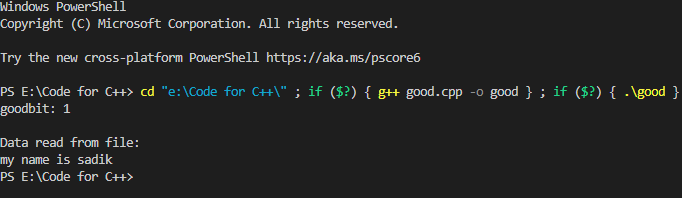 Windows PowerShell
Copyright (C) Microsoft Corporation. All rights reserved.
Try the new cross-platform PowerShell https://aka.ms/pscore6
PS E:\Code for C++> cd "e:\Code for C++\" ; if ($?) { g++ good.cpp -o good } ; if ($?) { .\good }
goodbit: 1
Data read from file:
my name is sadik
PS E:\Code for C++>